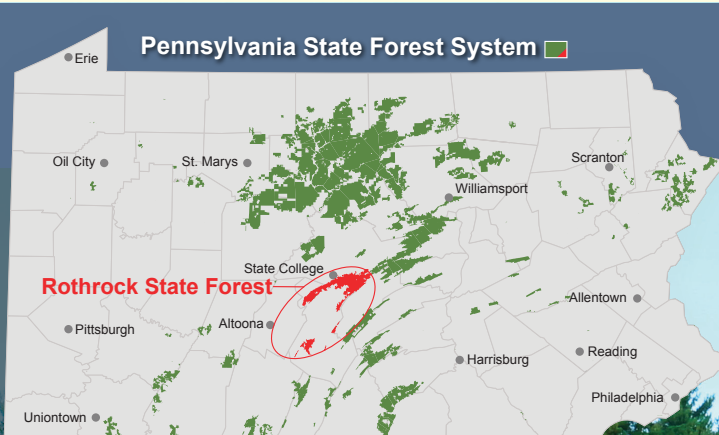 Pennsylvania State Forest System
Erie
Oil City
St. Marys
Scranton
Williamsport
State College
Rothrock State Forest
Allentown
Pittsburgh
Altoona
Harrisburg
Reading
Philadelphia
Uniontown